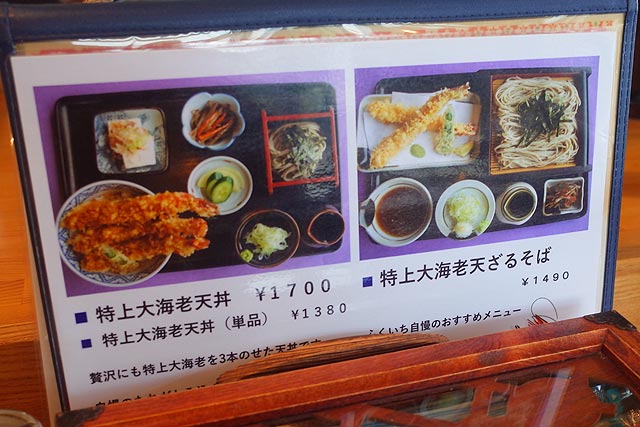 ■ 特上大海老天丼 ¥1700
■ 特上大海老天丼（単品） ¥1380
贅沢にも特上大海老を3本のせた天丼です
■ 特上大海老天ざるそば
¥1490
ふくいち自慢のおすすめメニュー